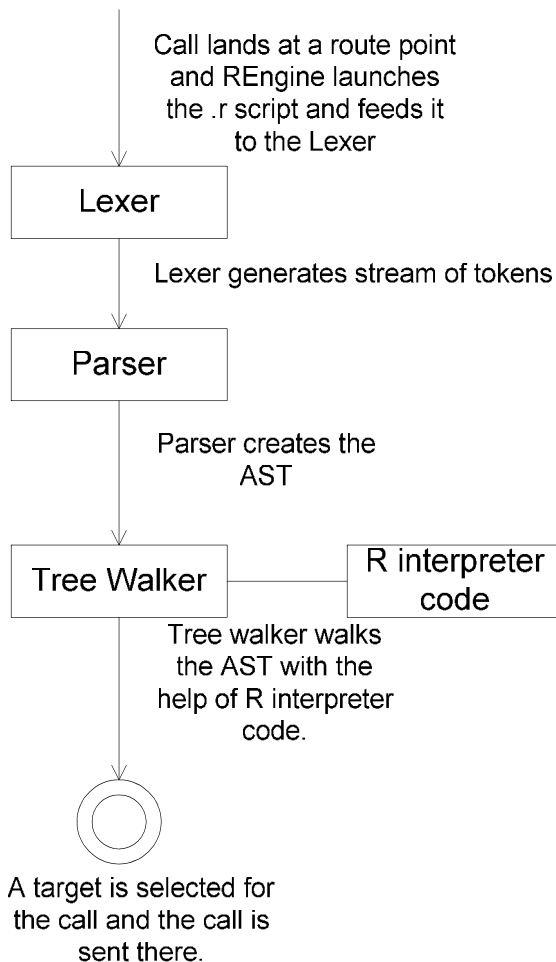 Call lands at a route point
and REngine launches
the .r script and feeds it
to the Lexer
Lexer
Lexer generates stream of tokens
Parser
Parser creates the
AST
Tree Walker
R interpreter
code
Tree walker walks
the AST with the
help of R interpreter
code.
A target is selected for
the call and the call is
sent there.